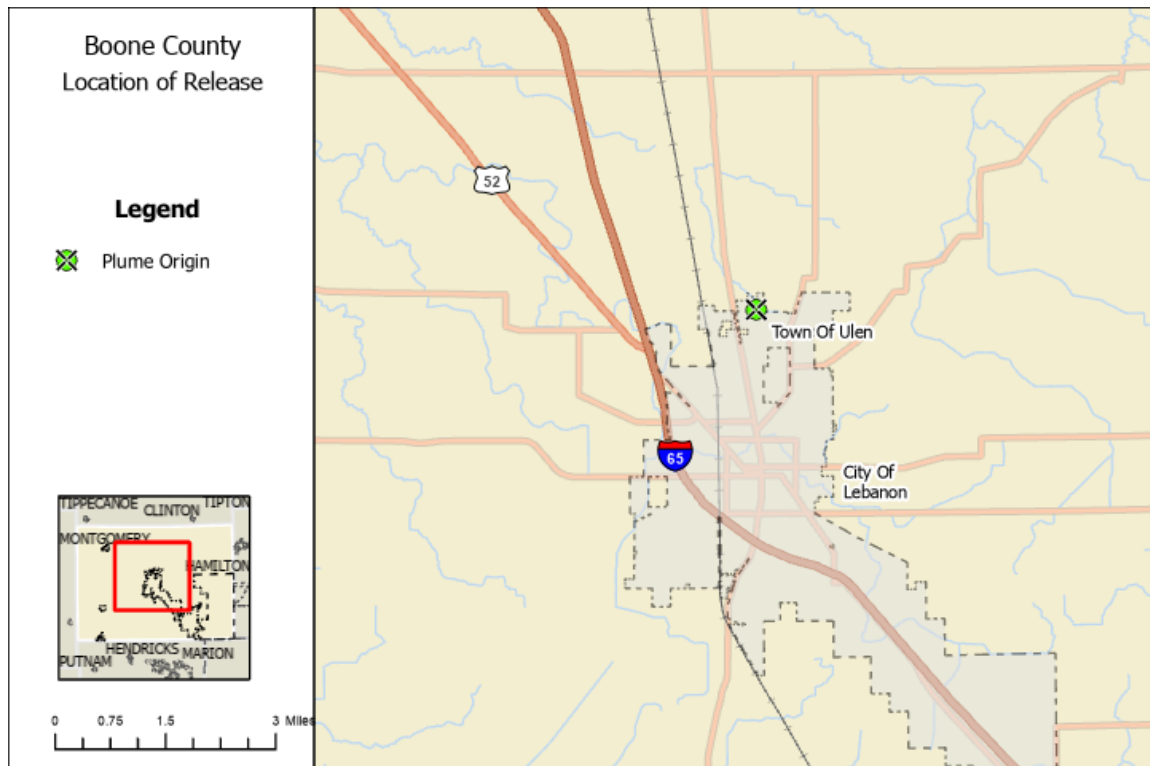 Boone County
Location of Release
Legend
Plume Origin
TIPPECANOE
CLINTON
TIPTON
MONTGOMERY
HAMILTON
HENDRICKS
MARION
PUTNAM
0 0.75 1.5 3 Miles
52
Town Of Ulen
65
City Of
Lebanon